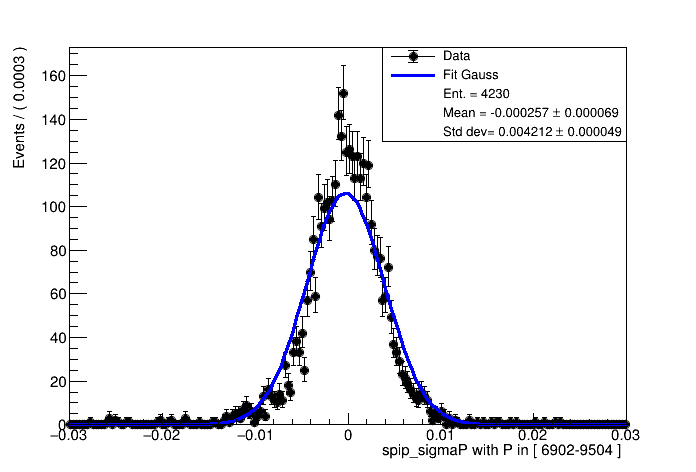 Events / ( 0.0003 )
160
140
120
100
80
60
40
20
0
−0.03 −0.02 −0.01 0 0.01 0.02 0.03
spip_sigmaP with P in [ 6902-9504 ]
Data
Fit Gauss
Ent. = 4230
Mean = -0.000257 ± 0.000069
Std dev= 0.004212 ± 0.000049